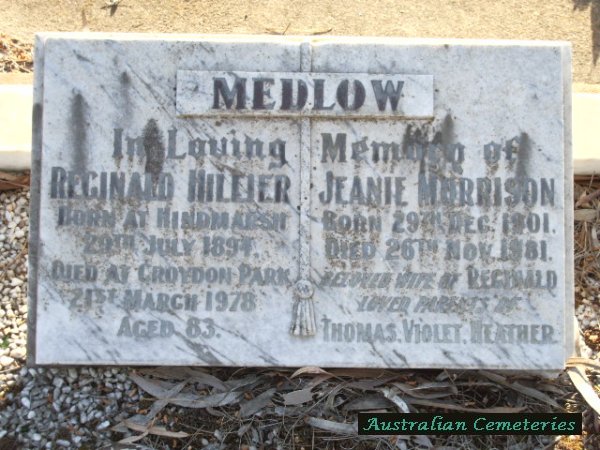 MEDLOW
In Loving Memory of
REGINALD HILLIER
BORN AT HINDMARSH
29TH JULY 1894.
DIED AT CROYDON PARK
21ST MARCH 1978
AGED 83.
JEANIE MORRISON
BORN 29TH DEC. 1901.
DIED 26TH NOV. 1981.
BELOVED WIFE OF REGINALD
LOVED PARENTS OF
THOMAS, VIOLET, HEATHER.
Australian Cemeteries